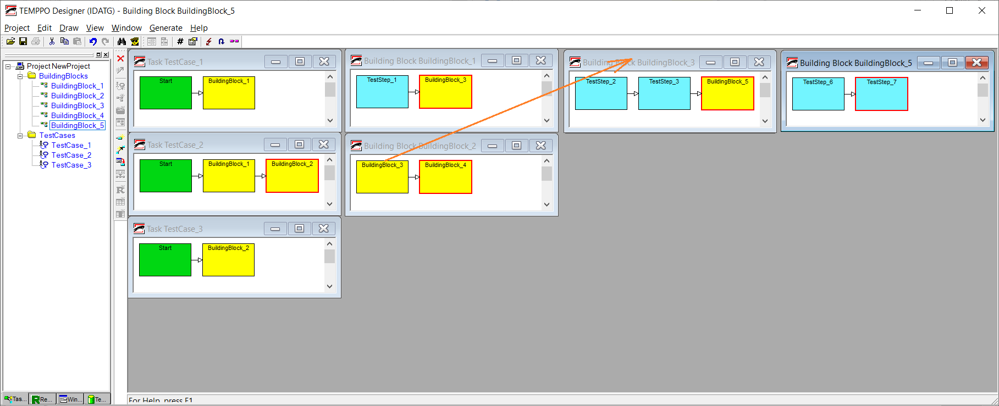 TEMPPO Designer (IDATG) - Building Block BuildingBlock_5
Project Edit Draw View Window Generate Help
Project NewProject
BuildingBlocks
BuildingBlock_1
BuildingBlock_2
BuildingBlock_3
BuildingBlock_4
BuildingBlock_5
TestCases
TestCase_1
TestCase_2
TestCase_3
Tas...
Re...
Win...
Te...
Task TestCase_1
Start
BuildingBlock_1
Building Block BuildingBlock_1
TestStep_1
BuildingBlock_3
Building Block BuildingBlock_3
TestStep_2
TestStep_3
BuildingBlock_5
Building Block BuildingBlock_5
TestStep_6
TestStep_7
Task TestCase_2
Start
BuildingBlock_1
BuildingBlock_2
Building Block BuildingBlock_2
BuildingBlock_3
BuildingBlock_4
Task TestCase_3
Start
BuildingBlock_2
For Help, press F1